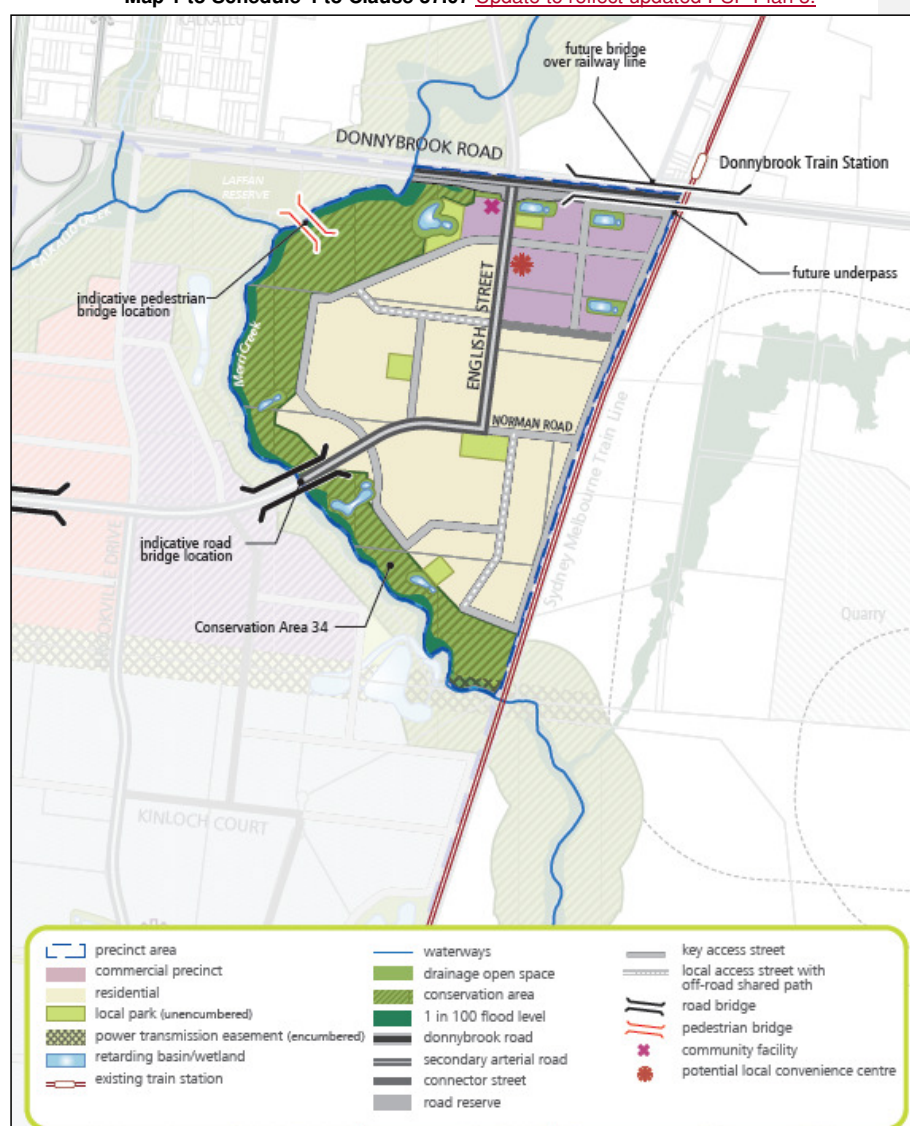 Map 1 to Schedule 4 to Clause 37.07 Update to reflect updated PSP Plan 3.
KALKALLO
future bridge
over railway line
DONNYBROOK ROAD
Donnybrook Train Station
LAFFAN
RESERVE
Kalkallo Creek
future underpass
indicative pedestrian
bridge location
Merri Creek
ENGLISH STREET
NORMAN ROAD
Sydney Melbourne Train Line
indicative road
bridge location
BROOKVILLE DRIVE
Conservation Area 34
Quarry
KINLOCH COURT
precinct area
commercial precinct
residential
local park (unencumbered)
power transmission easement (encumbered)
retarding basin/wetland
existing train station
waterways
drainage open space
conservation area
1 in 100 flood level
donnybrook road
secondary arterial road
connector street
road reserve
key access street
local access street with
off-road shared path
road bridge
pedestrian bridge
community facility
potential local convenience centre